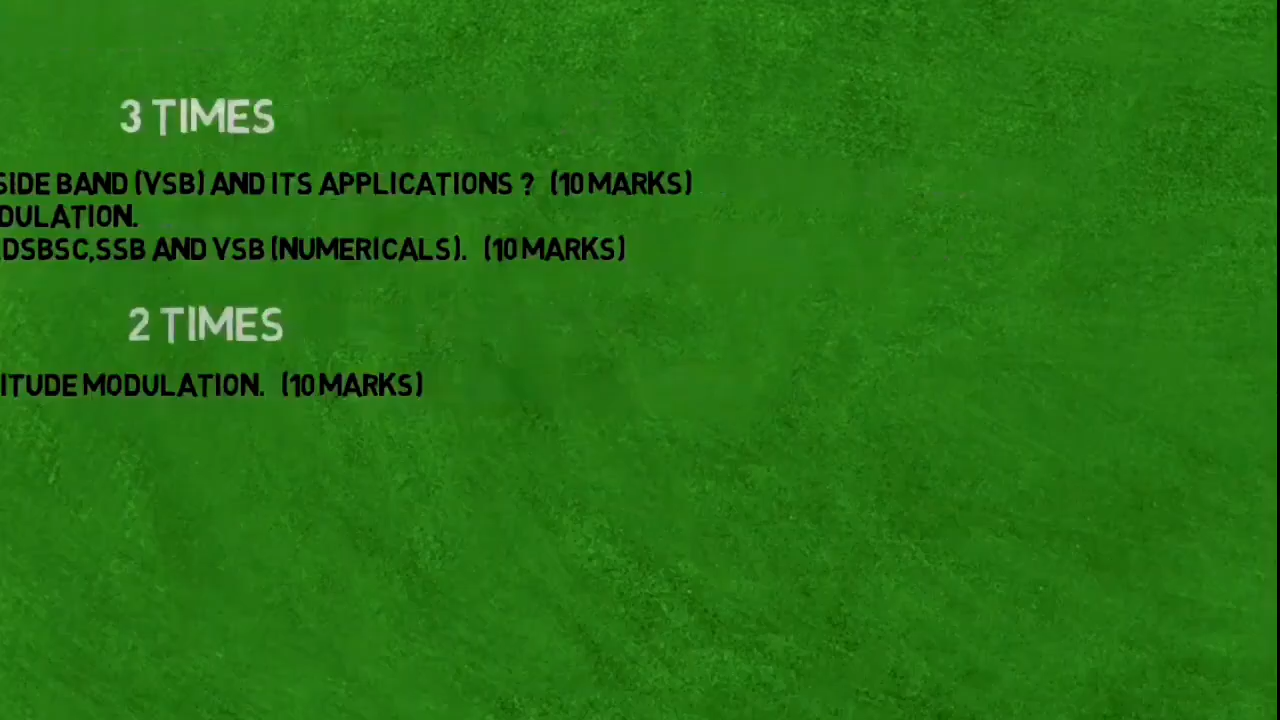 3 TIMES
SIDE BAND (VSB) AND ITS APPLICATIONS ? (10 MARKS)
DULATION.
DSBSC,SSB AND VSB (NUMERICALS). (10 MARKS)
2 TIMES
ITUDE MODULATION. (10 MARKS)